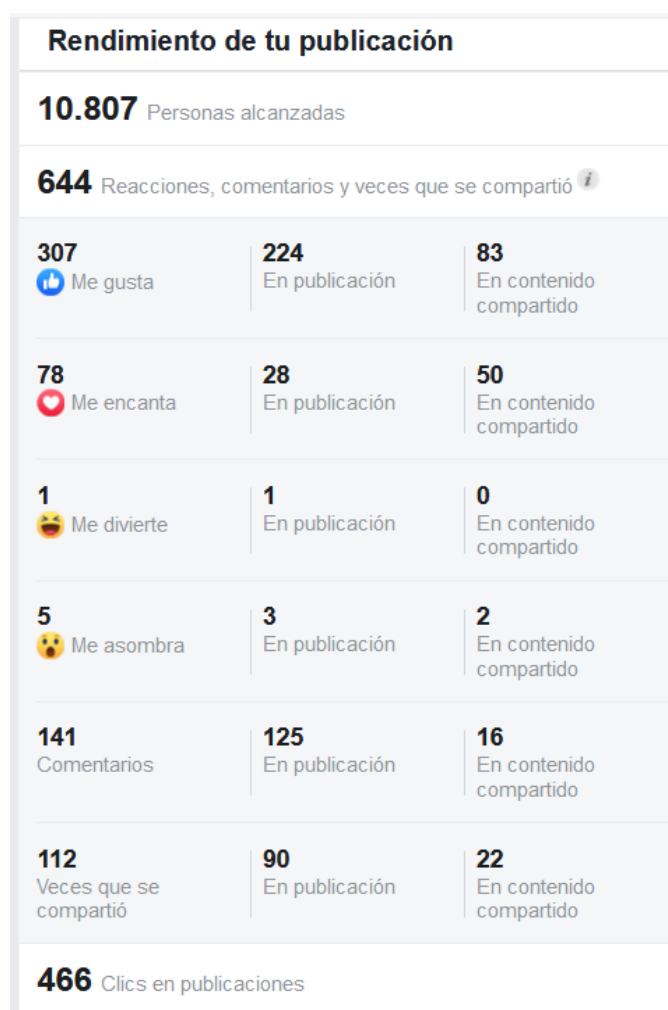 Rendimiento de tu publicación
10.807 Personas alcanzadas
644 Reacciones, comentarios y veces que se compartió i
307
Me gusta
224
En publicación
83
En contenido
compartido
78
Me encanta
28
En publicación
50
En contenido
compartido
1
Me divierte
1
En publicación
0
En contenido
compartido
5
Me asombra
3
En publicación
2
En contenido
compartido
141
Comentarios
125
En publicación
16
En contenido
compartido
112
Veces que se
compartió
90
En publicación
22
En contenido
compartido
466 Clics en publicaciones